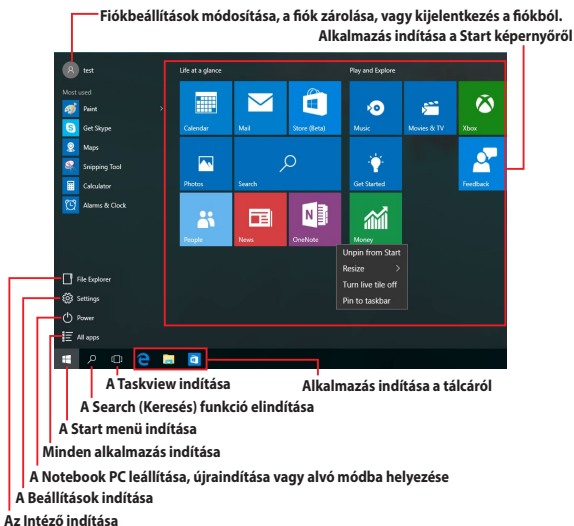 Fiókbeállítások módosítása, a fiók zárolása, vagy kijelentkezés a fiókból.
Alkalmazás indítása a Start képernyőről
test
Life at a glance
Play and Explore
Most used
Paint
Get Skype
Maps
Snipping Tool
Calculator
Alarms & Clock
Calendar
Mail
Store (Beta)
Music
Movies & TV
Xbox
Photos
Search
Get Started
Feedback
People
News
OneNote
Money
Unpin from Start
Resize
Turn live tile off
Pin to taskbar
File Explorer
Settings
Power
All apps
A Taskview indítása
Alkalmazás indítása a tálcáról
A Search (Keresés) funkció elindítása
A Start menü indítása
Minden alkalmazás indítása
A Notebook PC leállítása, újraindítása vagy alvó módba helyezése
A Beállítások indítása
Az Intéző indítása